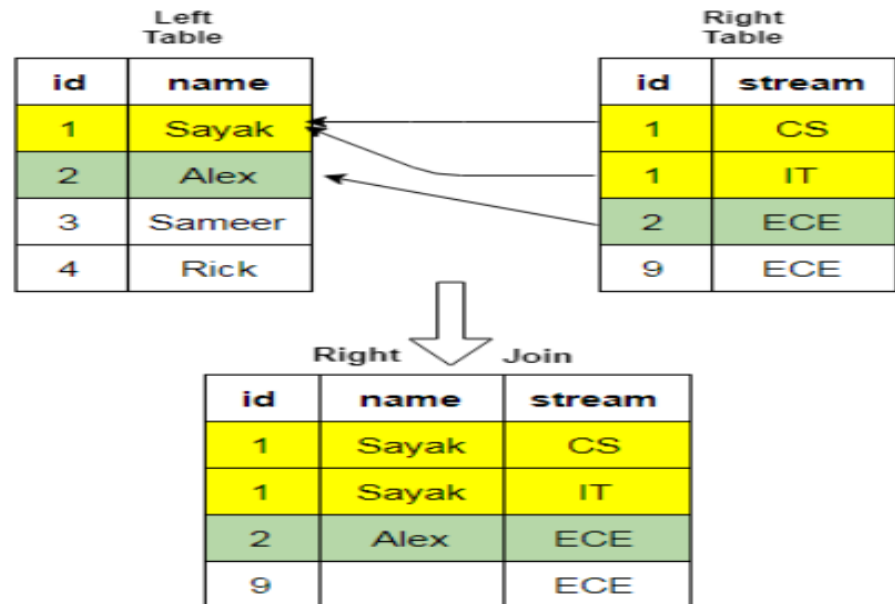 Left
Table
id name
1 Sayak
2 Alex
3 Sameer
4 Rick
Right
Table
id stream
1 CS
1 IT
2 ECE
9 ECE
Right Join
id name stream
1 Sayak CS
1 Sayak IT
2 Alex ECE
9 ECE